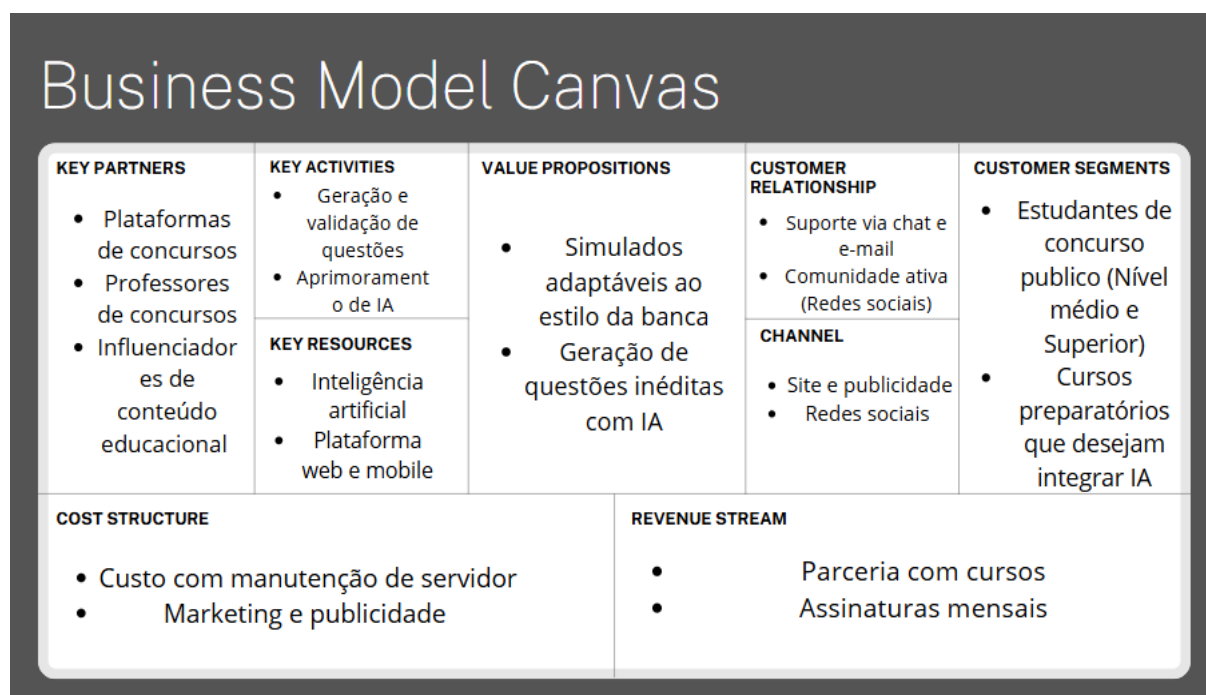 Business Model Canvas
KEY PARTNERS
• Plataformas
de concursos
• Professores
de concursos
• Influenciador
es de
conteúdo
educacional
KEY ACTIVITIES
• Geração e
validação de
questões
• Aprimorament
o de IA
KEY RESOURCES
• Inteligência
artificial
• Plataforma
web e mobile
VALUE PROPOSITIONS
• Simulados
adaptáveis ao
estilo da banca
• Geração de
questões inéditas
com IA
CUSTOMER
RELATIONSHIP
• Suporte via chat e
e-mail
• Comunidade ativa
(Redes sociais)
CHANNEL
• Site e publicidade
• Redes sociais
CUSTOMER SEGMENTS
• Estudantes de
concurso
publico (Nível
médio e
Superior)
• Cursos
preparatórios
que desejam
integrar IA
COST STRUCTURE
• Custo com manutenção de servidor
• Marketing e publicidade
REVENUE STREAM
• Parceria com cursos
• Assinaturas mensais